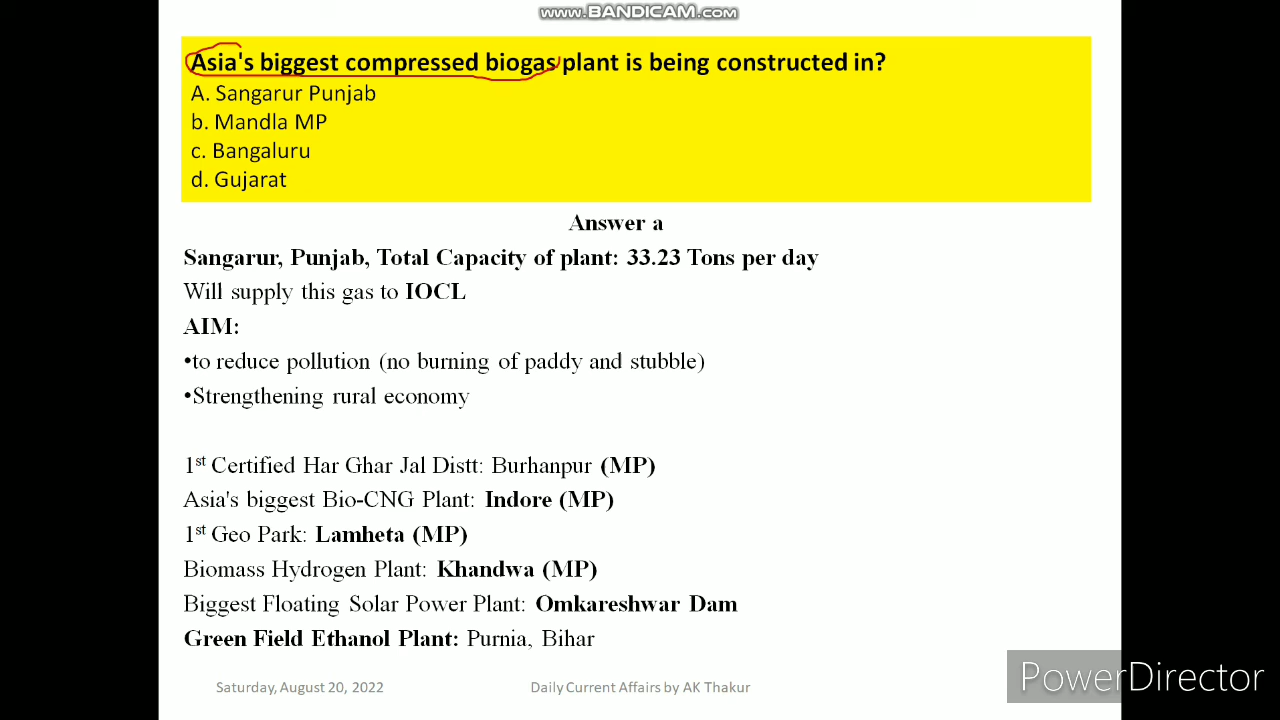 www.BANDICAM.com
Asia's biggest compressed biogas plant is being constructed in?
A. Sangarur Punjab
b. Mandla MP
c. Bangaluru
d. Gujarat
Answer a
Sangarur, Punjab, Total Capacity of plant: 33.23 Tons per day
Will supply this gas to IOCL
AIM:
•to reduce pollution (no burning of paddy and stubble)
•Strengthening rural economy
1st Certified Har Ghar Jal Distt: Burhanpur (MP)
Asia's biggest Bio-CNG Plant: Indore (MP)
1st Geo Park: Lamheta (MP)
Biomass Hydrogen Plant: Khandwa (MP)
Biggest Floating Solar Power Plant: Omkareshwar Dam
Green Field Ethanol Plant: Purnia, Bihar
Saturday, August 20, 2022 Daily Current Affairs by AK Thakur
PowerDirector